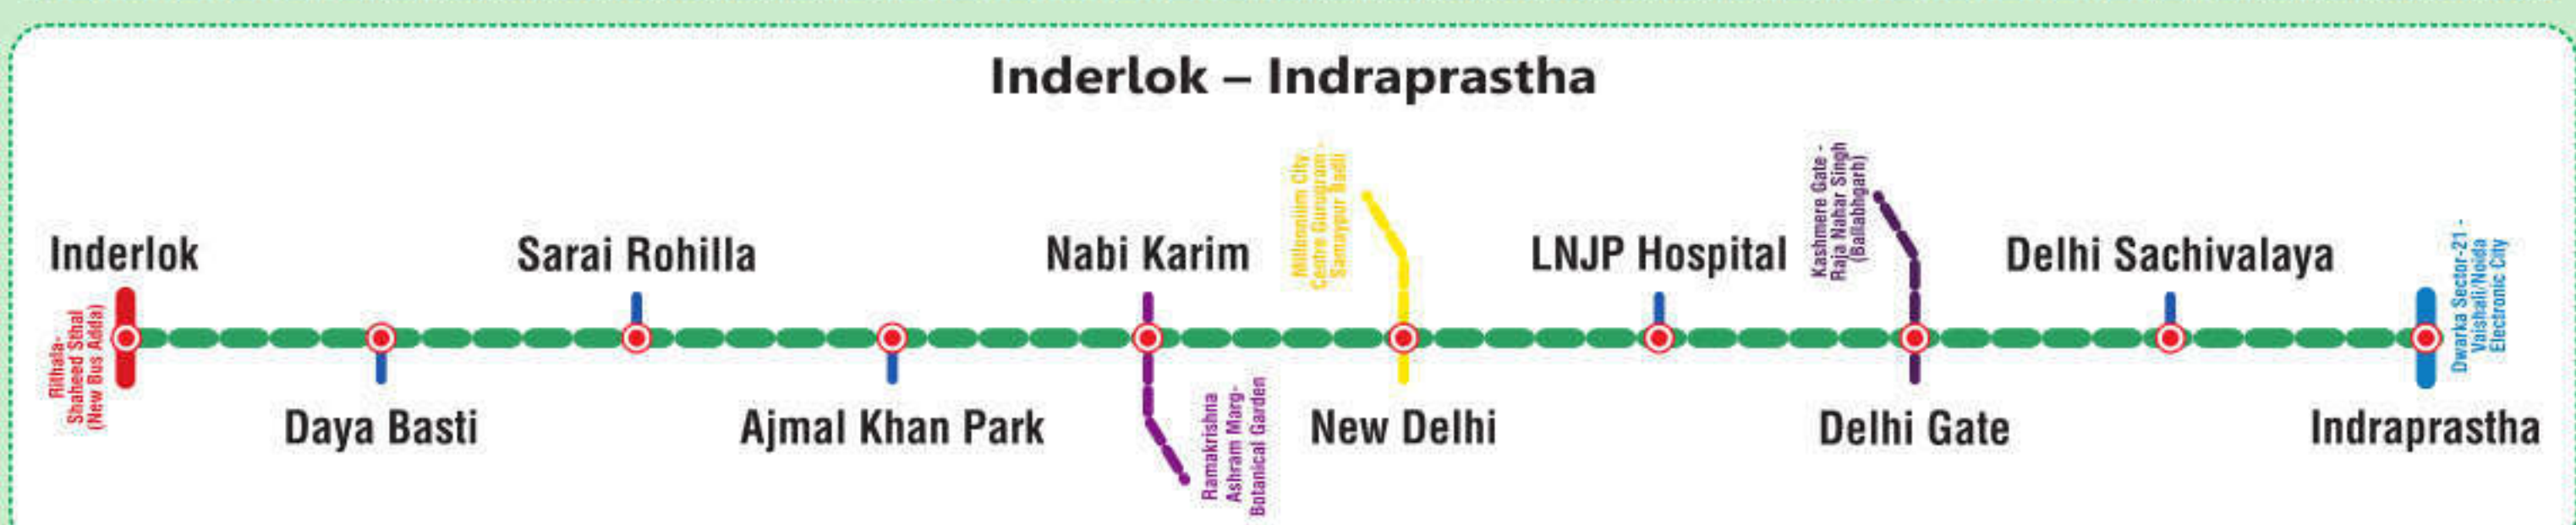 Inderlok – Indraprastha
Inderlok
Rithala-
Shaheed Sthal
(New Bus Adda)
Daya Basti
Sarai Rohilla
Ajmal Khan Park
Nabi Karim
Ramakrishna
Ashram Marg-
Botanical Garden
Millennium City
Centre Gurugram -
Samaypur Badli
New Delhi
LNJP Hospital
Kashmere Gate -
Raja Nahar Singh
(Ballabhgarh)
Delhi Gate
Delhi Sachivalaya
Dwarka Sector-21 -
Vaishali/Noida
Electronic City
Indraprastha